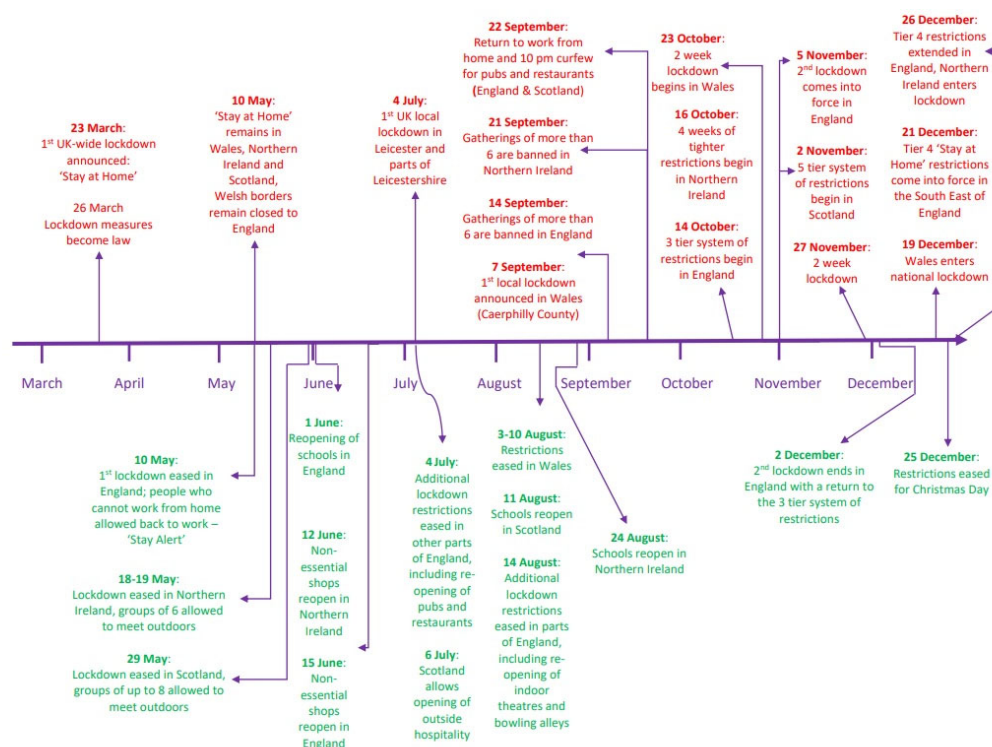 23 March:
1st UK-wide lockdown
announced:
'Stay at Home'
26 March
Lockdown measures
become law
10 May:
'Stay at Home'
remains in
Wales, Northern
Ireland and
Scotland,
Welsh borders
remain closed to
England
4 July:
1st UK local
lockdown in
Leicester and
parts of
Leicestershire
22 September:
Return to work from
home and 10 pm curfew
for pubs and restaurants
(England & Scotland)
21 September:
Gatherings of more than
6 are banned in
Northern Ireland
14 September:
Gatherings of more than
6 are banned in England
7 September:
1st local lockdown
announced in Wales
(Caerphilly County)
23 October:
2 week
lockdown
begins in Wales
16 October:
4 weeks of
tighter
restrictions begin
in Northern
Ireland
14 October:
3 tier system of
restrictions begin
in England
5 November:
2nd lockdown
comes into
force in
England
2 November:
5 tier system
of restrictions
begin in
Scotland
27 November:
2 week
lockdown
26 December:
Tier 4 restrictions
extended in
England, Northern
Ireland enters
lockdown
21 December:
Tier 4 'Stay at
Home' restrictions
come into force in
the South East of
England
19 December:
Wales enters
national lockdown
March April May June July August September October November December
10 May:
1st lockdown eased in
England; people who
cannot work from home
allowed back to work –
'Stay Alert'
18-19 May:
Lockdown eased in Northern
Ireland, groups of 6 allowed
to meet outdoors
29 May:
Lockdown eased in Scotland,
groups of up to 8 allowed to
meet outdoors
1 June:
Reopening of
schools in
England
12 June:
Non-
essential
shops
reopen in
Northern
Ireland
15 June:
Non-
essential
shops
reopen in
England
4 July:
Additional
lockdown
restrictions
eased in
other parts
of England,
including re-
opening of
pubs and
restaurants
6 July:
Scotland
allows
opening of
outside
hospitality
3-10 August:
Restrictions
eased in Wales
11 August:
Schools reopen
in Scotland
14 August:
Additional
lockdown
restrictions
eased in parts
of England,
including re-
opening of
indoor
theatres and
bowling alleys
24 August:
Schools reopen in
Northern Ireland
2 December:
2nd lockdown ends in
England with a return to
the 3 tier system of
restrictions
25 December:
Restrictions eased
for Christmas Day